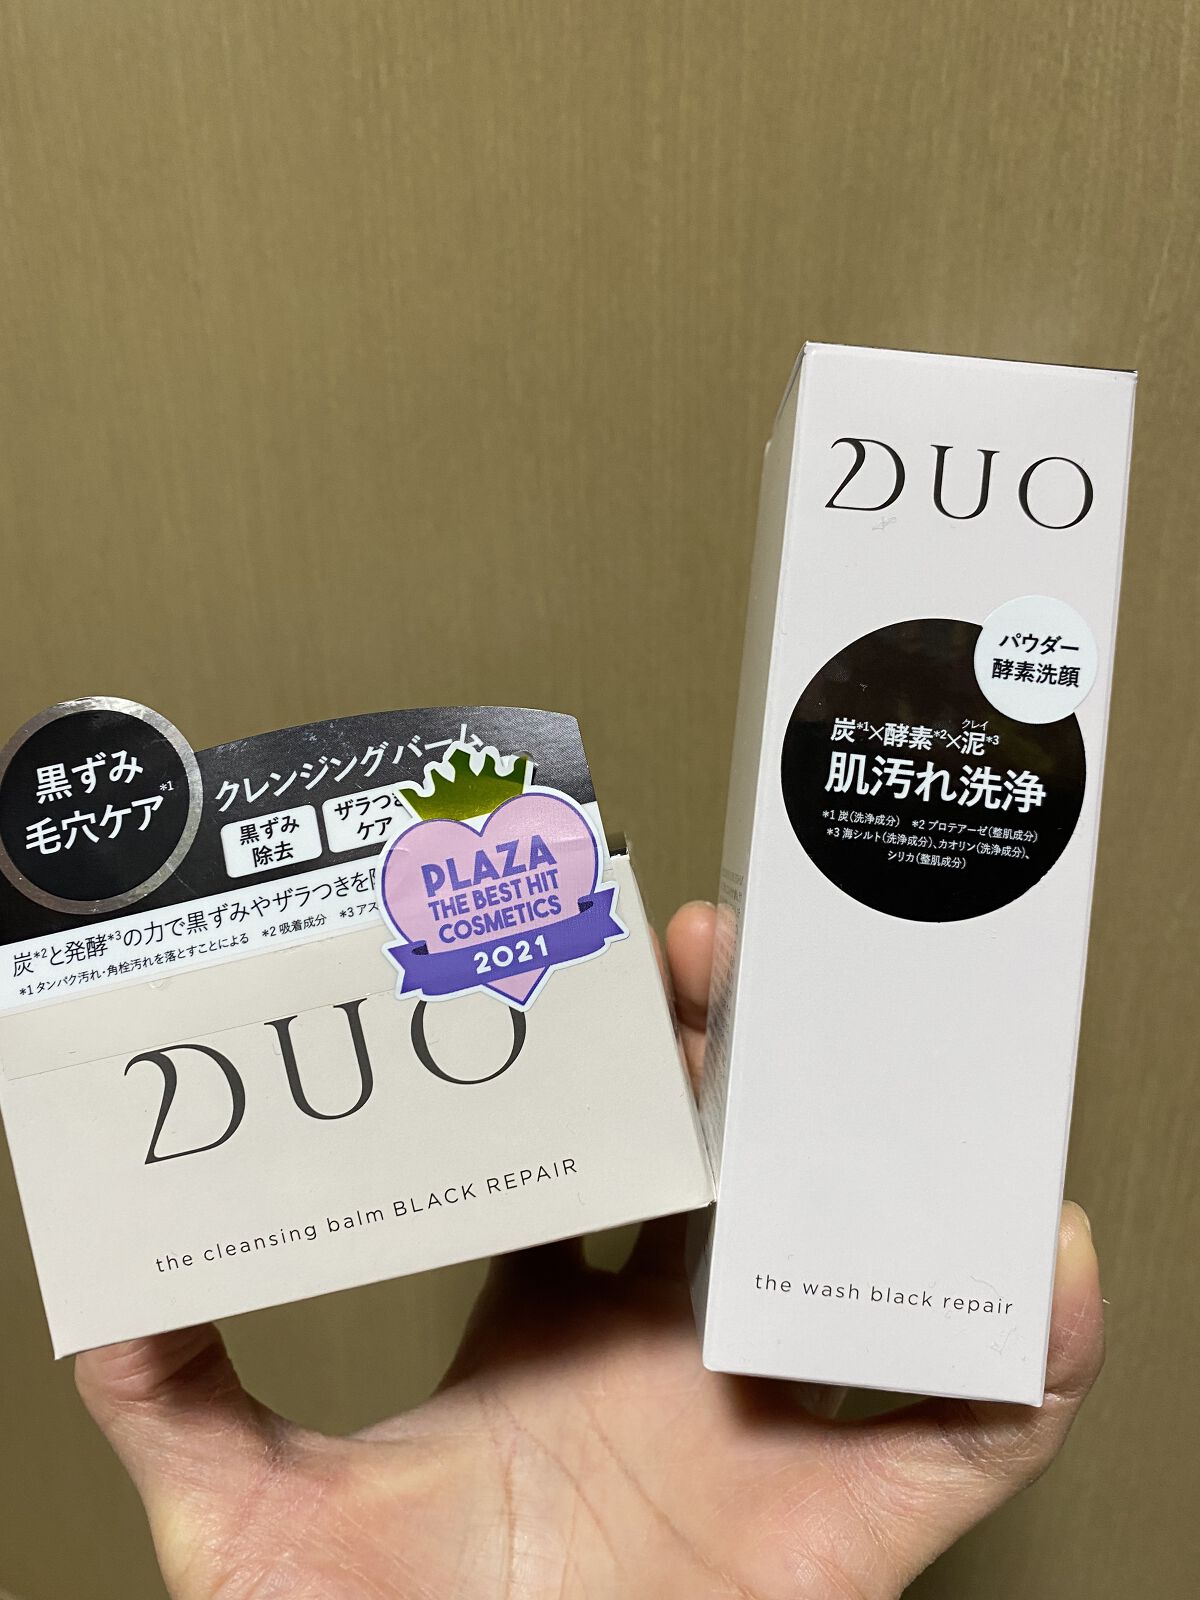 黒ずみ
毛穴ケア*1
クレンジングバーム
黒ずみ
除去
ザラつき
ケア
炭*2と発酵*3の力で黒ずみやザラつきを
*1 タンパク汚れ・角栓汚れを落とすことによる *2 吸着成分 *3 アス
PLAZA
THE BEST HIT
COSMETICS
2021
DUO
the cleansing balm BLACK REPAIR
DUO
パウダー
酵素洗顔
クレイ
炭*1×酵素*2×泥*3
肌汚れ洗浄
*1 炭(洗浄成分) *2 プロテアーゼ(整肌成分)
*3 海シルト(洗浄成分)、カオリン(洗浄成分)、
シリカ(整肌成分)
the wash black repair